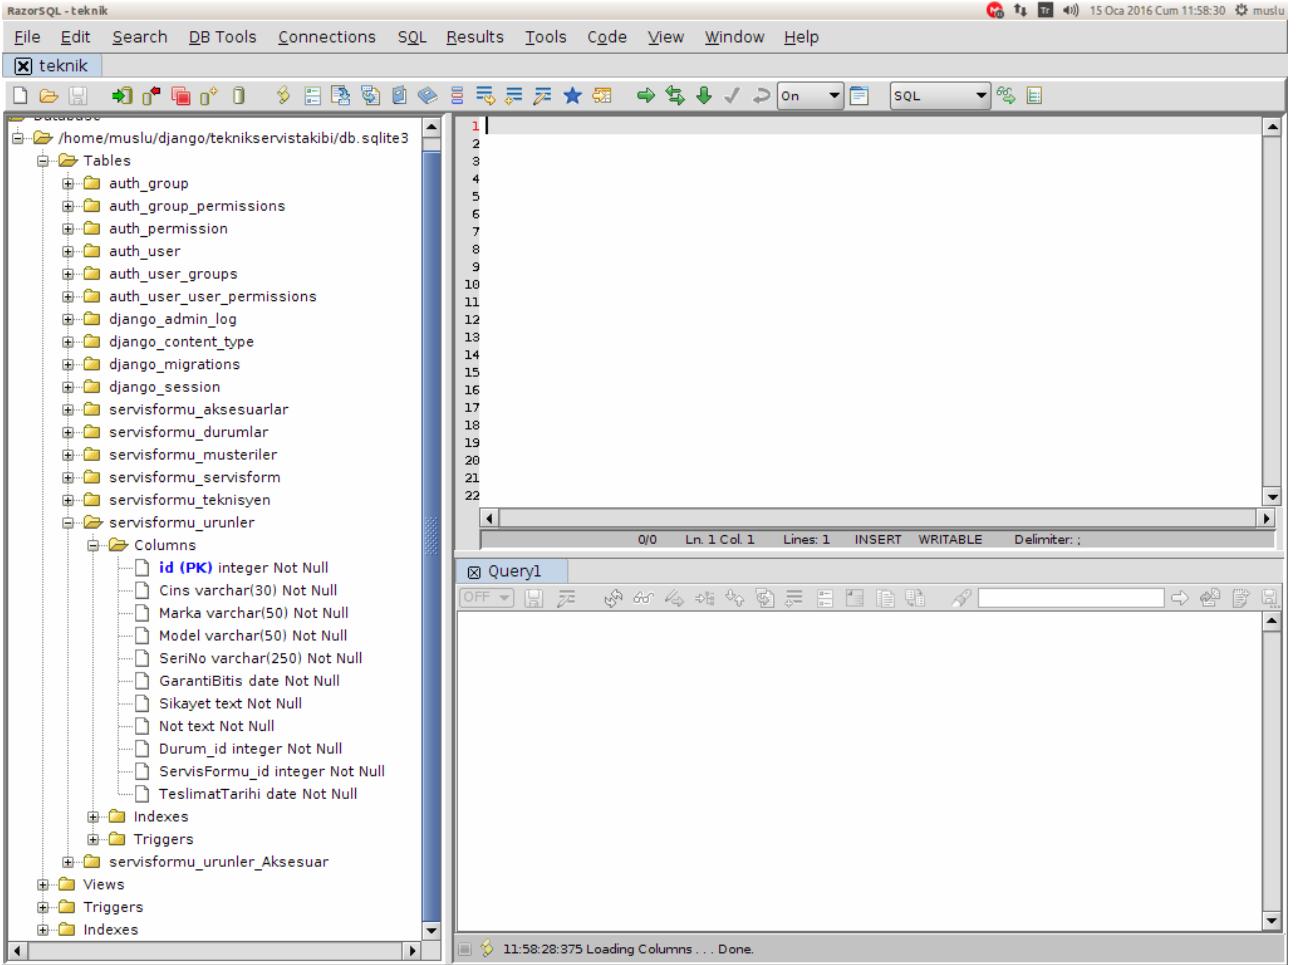 RazorSQL - teknik
Tr 15 Oca 2016 Cum 11:58:30 muslu
File Edit Search DB Tools Connections SQL Results Tools Code View Window Help
teknik
On SQL
Database
/home/muslu/django/teknikservistakibi/db.sqlite3
Tables
auth_group
auth_group_permissions
auth_permission
auth_user
auth_user_groups
auth_user_user_permissions
django_admin_log
django_content_type
django_migrations
django_session
servisformu_aksesuarlar
servisformu_durumlar
servisformu_musteriler
servisformu_servisform
servisformu_teknisyen
servisformu_urunler
Columns
id (PK) integer Not Null
Cins varchar(30) Not Null
Marka varchar(50) Not Null
Model varchar(50) Not Null
SeriNo varchar(250) Not Null
GarantiBitis date Not Null
Sikayet text Not Null
Not text Not Null
Durum_id integer Not Null
ServisFormu_id integer Not Null
TeslimatTarihi date Not Null
Indexes
Triggers
servisformu_urunler_Aksesuar
Views
Triggers
Indexes
1
2
3
4
5
6
7
8
9
10
11
12
13
14
15
16
17
18
19
20
21
22
0/0 Ln. 1 Col. 1 Lines: 1 INSERT WRITABLE Delimiter: ;
Query1
OFF
11:58:28:375 Loading Columns . . . Done.